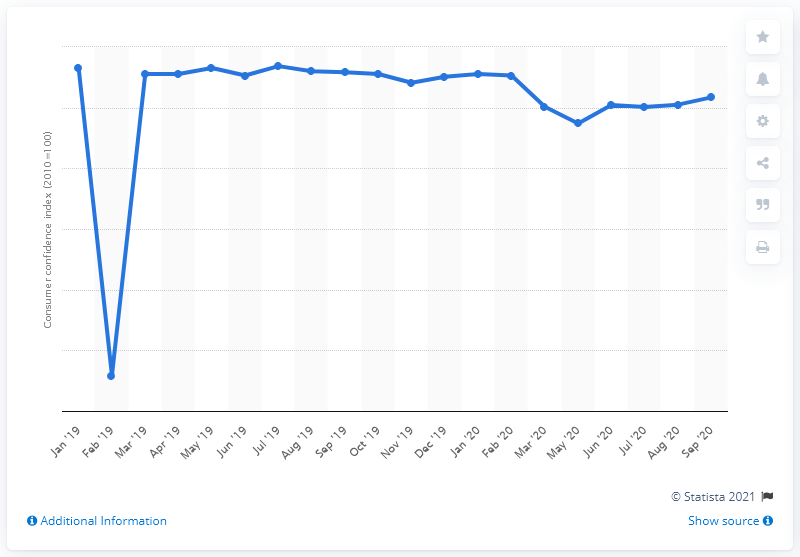 Consumer confidence index (2010=100)
Jan '19
Feb '19
Mar '19
Apr '19
May '19
Jun '19
Jul '19
Aug '19
Sep '19
Oct '19
Nov '19
Dec '19
Jan '20
Feb '20
Mar '20
May '20
Jun '20
Jul '20
Aug '20
Sep '20
© Statista 2021
Additional Information
Show source